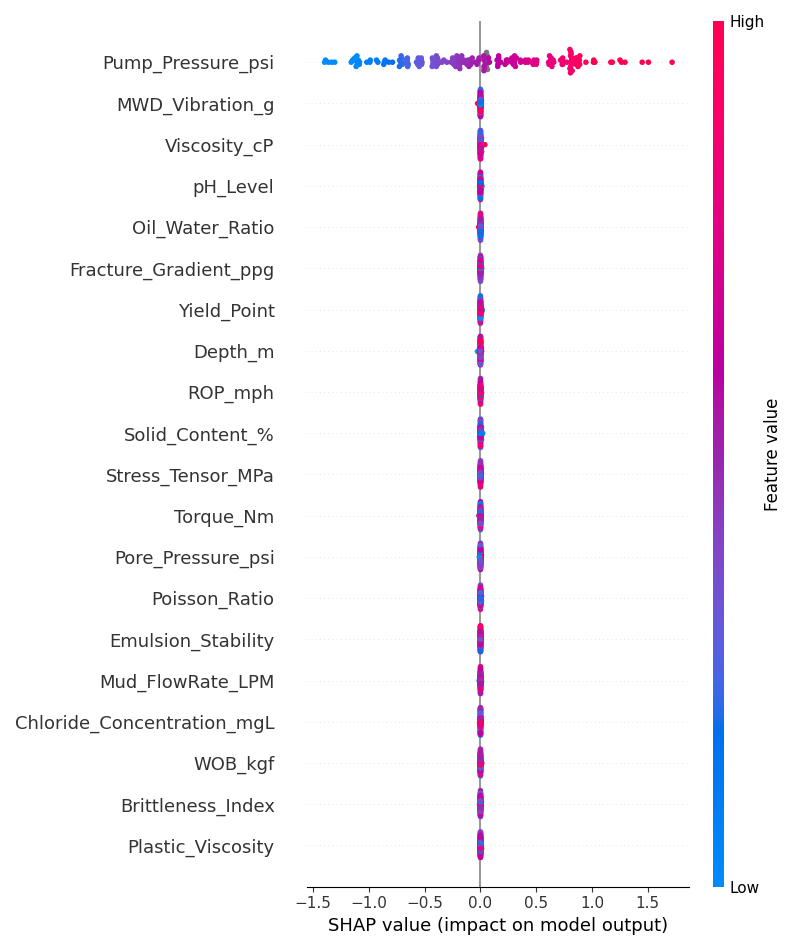 High
Pump_Pressure_psi
MWD_Vibration_g
Viscosity_cP
pH_Level
Oil_Water_Ratio
Fracture_Gradient_ppg
Yield_Point
Depth_m
ROP_mph
Solid_Content_%
Stress_Tensor_MPa
Torque_Nm
Pore_Pressure_psi
Poisson_Ratio
Emulsion_Stability
Mud_FlowRate_LPM
Chloride_Concentration_mgL
WOB_kgf
Brittleness_Index
Plastic_Viscosity
Feature value
Low
−1.5 −1.0 −0.5 0.0 0.5 1.0 1.5
SHAP value (impact on model output)